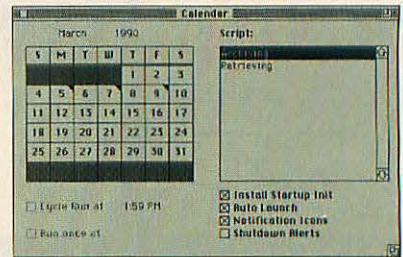 Calendar
March 1990
Script:
S M T W T F S
1 2 3
4 5 6 7 8 9 10
11 12 13 14 15 16 17
18 19 20 21 22 23 24
25 26 27 28 29 30 31
Archiving
Retrieving
Cycle Run at 1:59 PM
Run once at
Install Startup Init
Auto Launch
Notification Icons
Shutdown Alerts